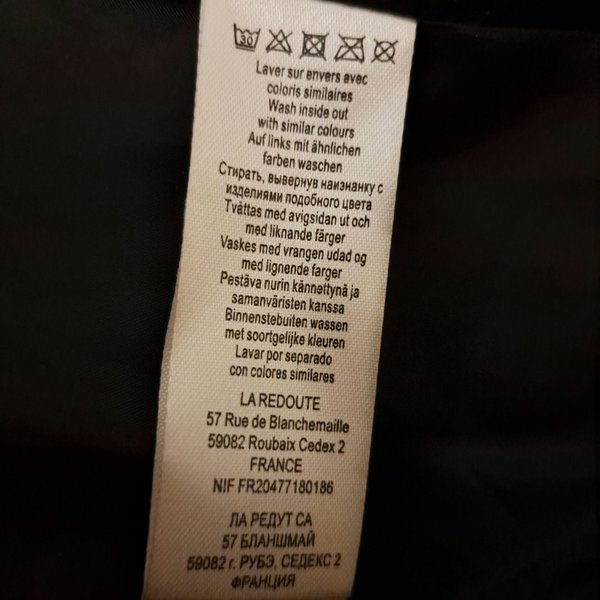 30
Laver sur envers avec
coloris similaires
Wash inside out
with similar colours
Auf links mit ähnlichen
farben waschen
Стирать, вывернув наизнанку с
изделиями подобного цвета
Tvättas med avigsidan ut och
med liknande färger
Vaskes med vrangen udad og
med lignende farger
Pestäva nurin kännettynä ja
samanväristen kanssa
Binnenstebuiten wassen
met soortgelijke kleuren
Lavar por separado
con colores similares
LA REDOUTE
57 Rue de Blanchemaille
59082 Roubaix Cedex 2
FRANCE
NIF FR20477180186
ЛА РЕДУТ СА
57 БЛАНШМАЙ
59082 г. РУБЭ, СЕДЕКС 2
ФРАНЦИЯ